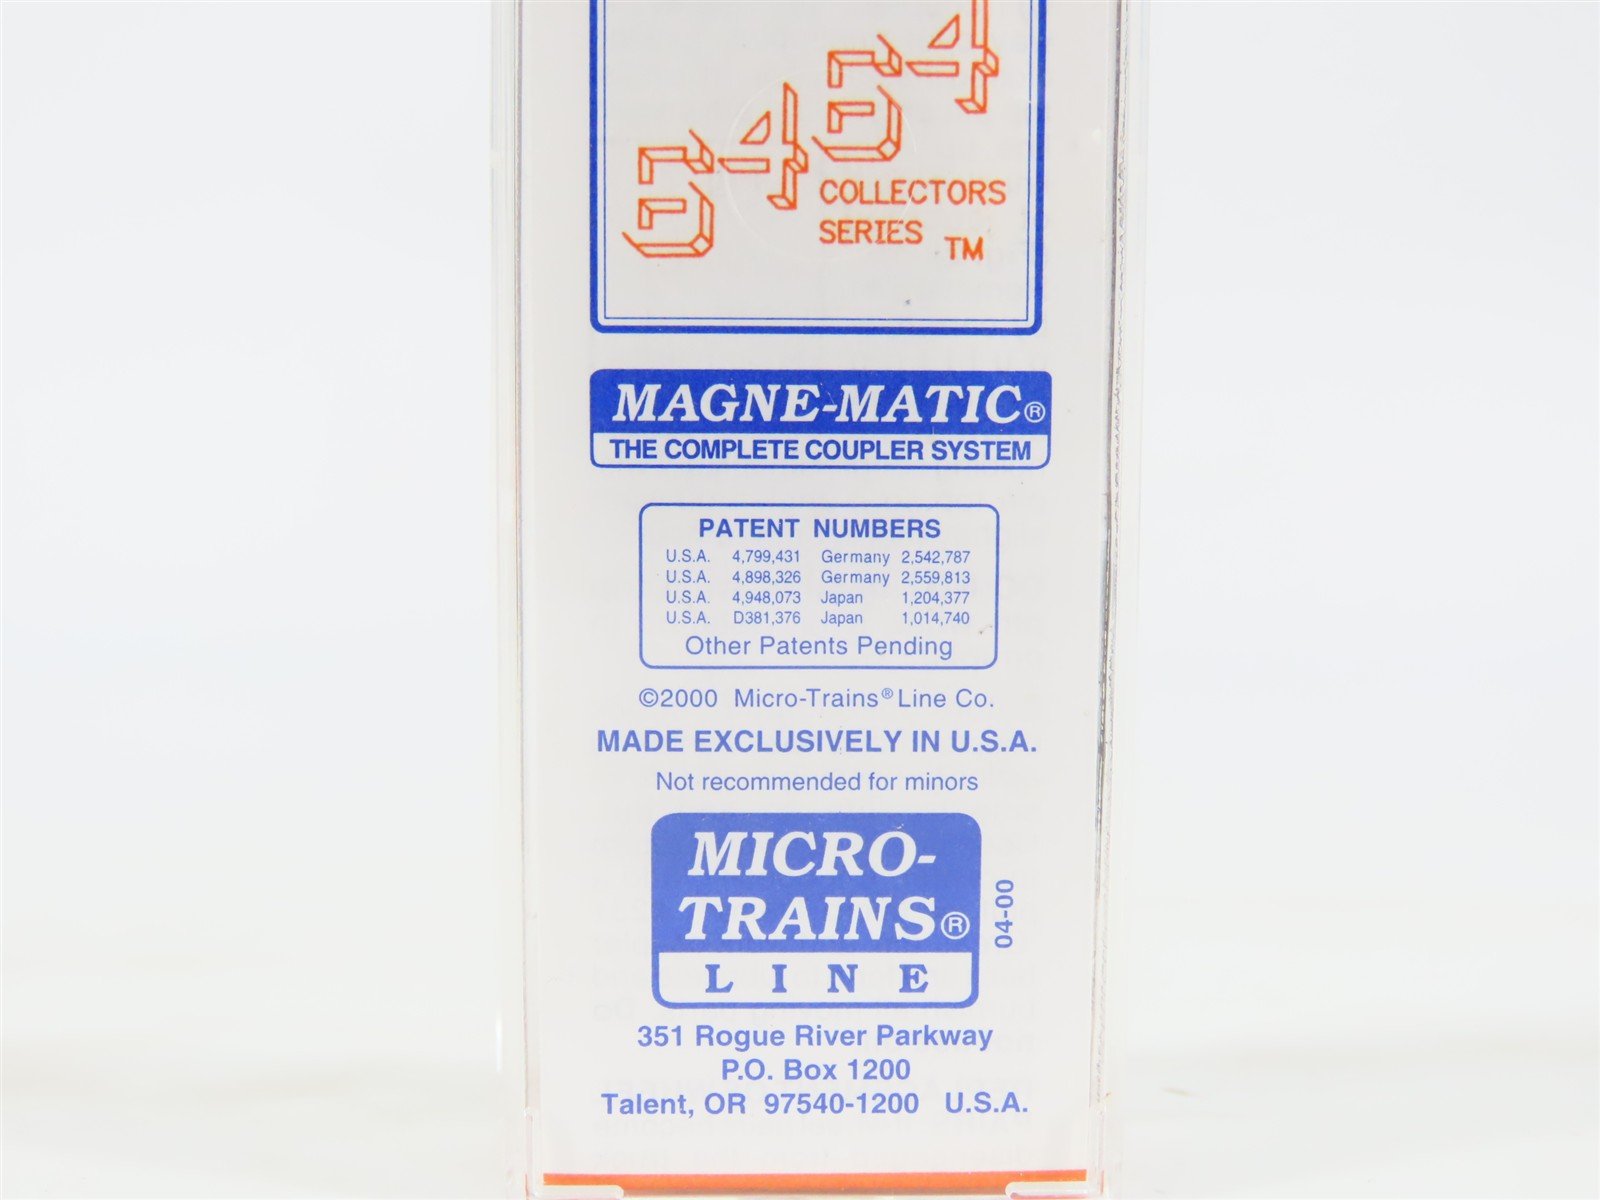 6464
COLLECTORS
SERIES ™
MAGNE-MATIC®
THE COMPLETE COUPLER SYSTEM
PATENT NUMBERS
U.S.A. 4,799,431 Germany 2,542,787
U.S.A. 4,898,326 Germany 2,559,813
U.S.A. 4,948,073 Japan 1,204,377
U.S.A. D381,376 Japan 1,014,740
Other Patents Pending
©2000 Micro-Trains® Line Co.
MADE EXCLUSIVELY IN U.S.A.
Not recommended for minors
MICRO-
TRAINS®
LINE
04-00
351 Rogue River Parkway
P.O. Box 1200
Talent, OR 97540-1200 U.S.A.